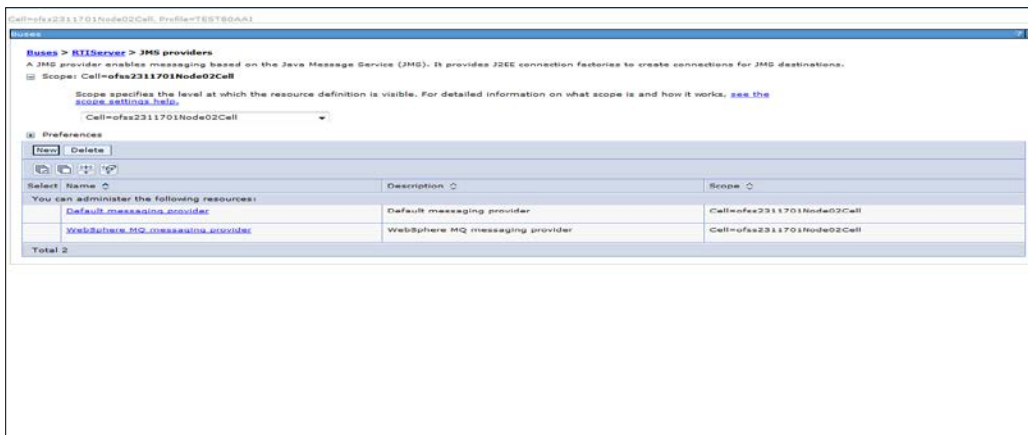 Cell=ofss2311701Node02Cell, Profile=TEST80AAI
Buses ?
Buses > RTIServer > JMS providers
A JMS provider enables messaging based on the Java Message Service (JMS). It provides J2EE connection factories to create connections for JMS destinations.
Scope: Cell=ofss2311701Node02Cell
Scope specifies the level at which the resource definition is visible. For detailed information on what scope is and how it works, see the
scope settings help.
Cell=ofss2311701Node02Cell
Preferences
New Delete
Select Name Description Scope
You can administer the following resources:
Default messaging provider Default messaging provider Cell=ofss2311701Node02Cell
WebSphere MQ messaging provider WebSphere MQ messaging provider Cell=ofss2311701Node02Cell
Total 2